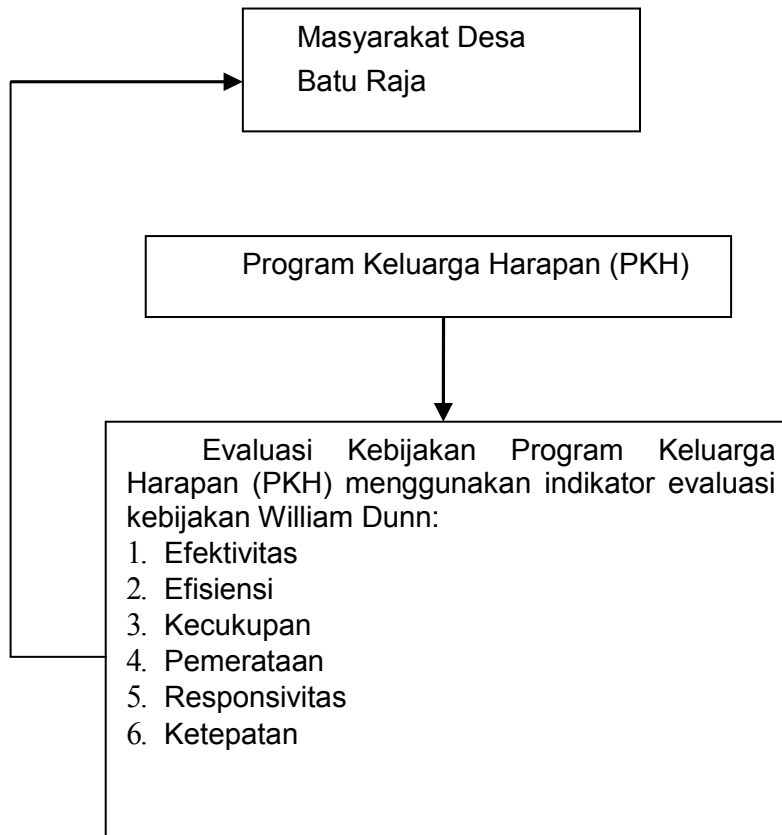 Masyarakat Desa
Batu Raja
Program Keluarga Harapan (PKH)
Evaluasi Kebijakan Program Keluarga
Harapan (PKH) menggunakan indikator evaluasi
kebijakan William Dunn:
1. Efektivitas
2. Efisiensi
3. Kecukupan
4. Pemerataan
5. Responsivitas
6. Ketepatan